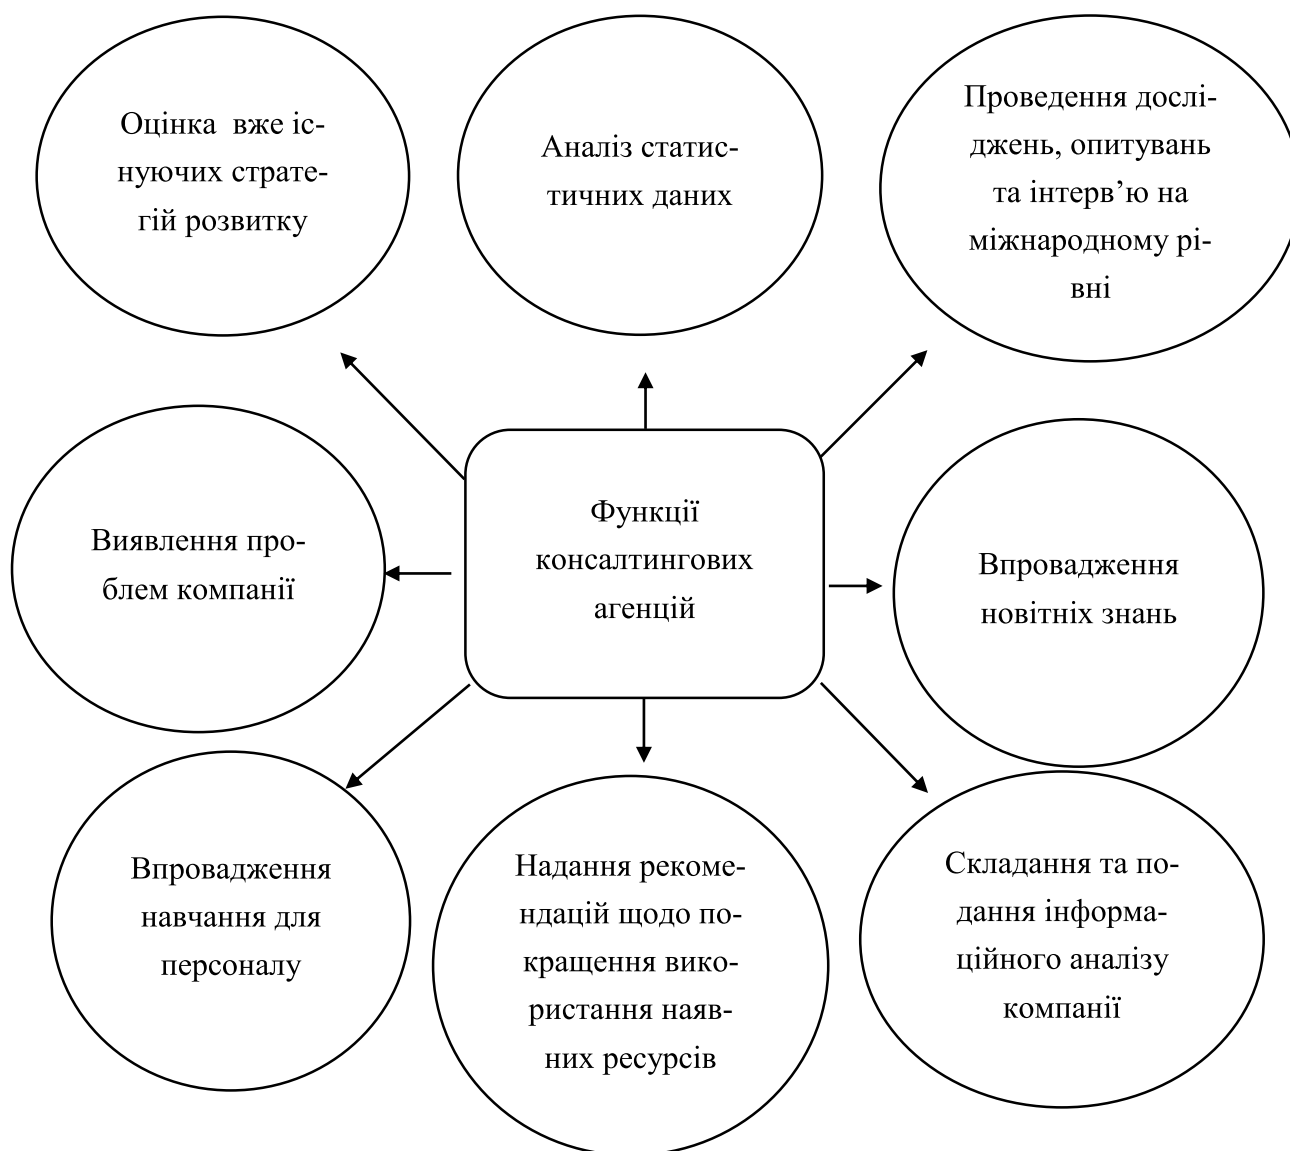 Оцінка  вже іс-
нуючих страте-
гій розвитку
Аналіз статис-
тичних даних
Проведення дослі-
джень, опитувань
та інтерв’ю на
міжнародному рі-
вні
Виявлення про-
блем компанії
Функції
консалтингових
агенцій
Впровадження
новітніх знань
Впровадження
навчання для
персоналу
Надання рекоме-
ндацій щодо по-
кращення вико-
ристання наяв-
них ресурсів
Складання та по-
дання інформа-
ційного аналізу
компанії